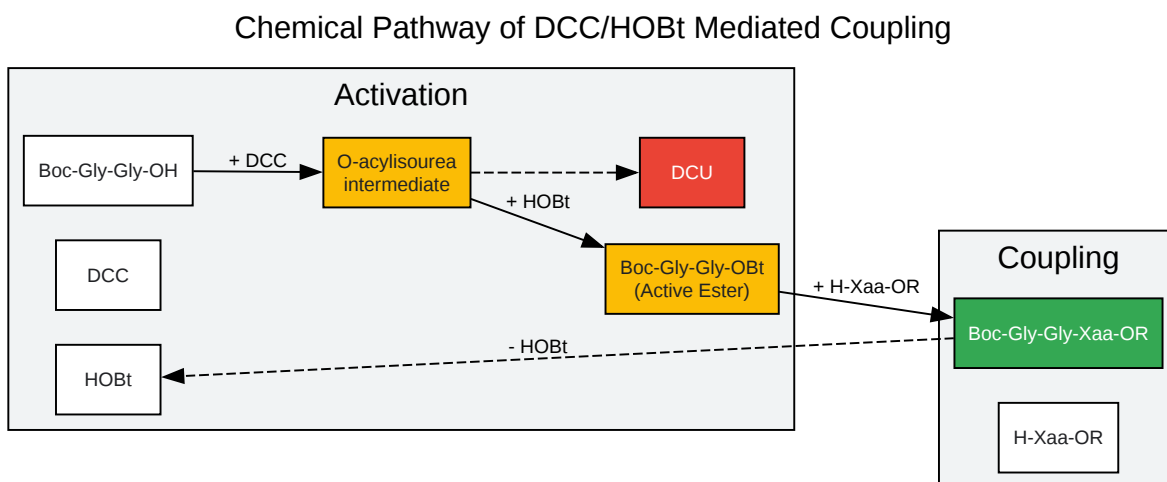 Chemical Pathway of DCC/HOBt Mediated Coupling
Activation
Boc-Gly-Gly-OH
+ DCC
O-acylisourea
intermediate
DCU
+ HOBt
DCC
Boc-Gly-Gly-OBt
(Active Ester)
+ H-Xaa-OR
Coupling
Boc-Gly-Gly-Xaa-OR
- HOBt
HOBt
H-Xaa-OR